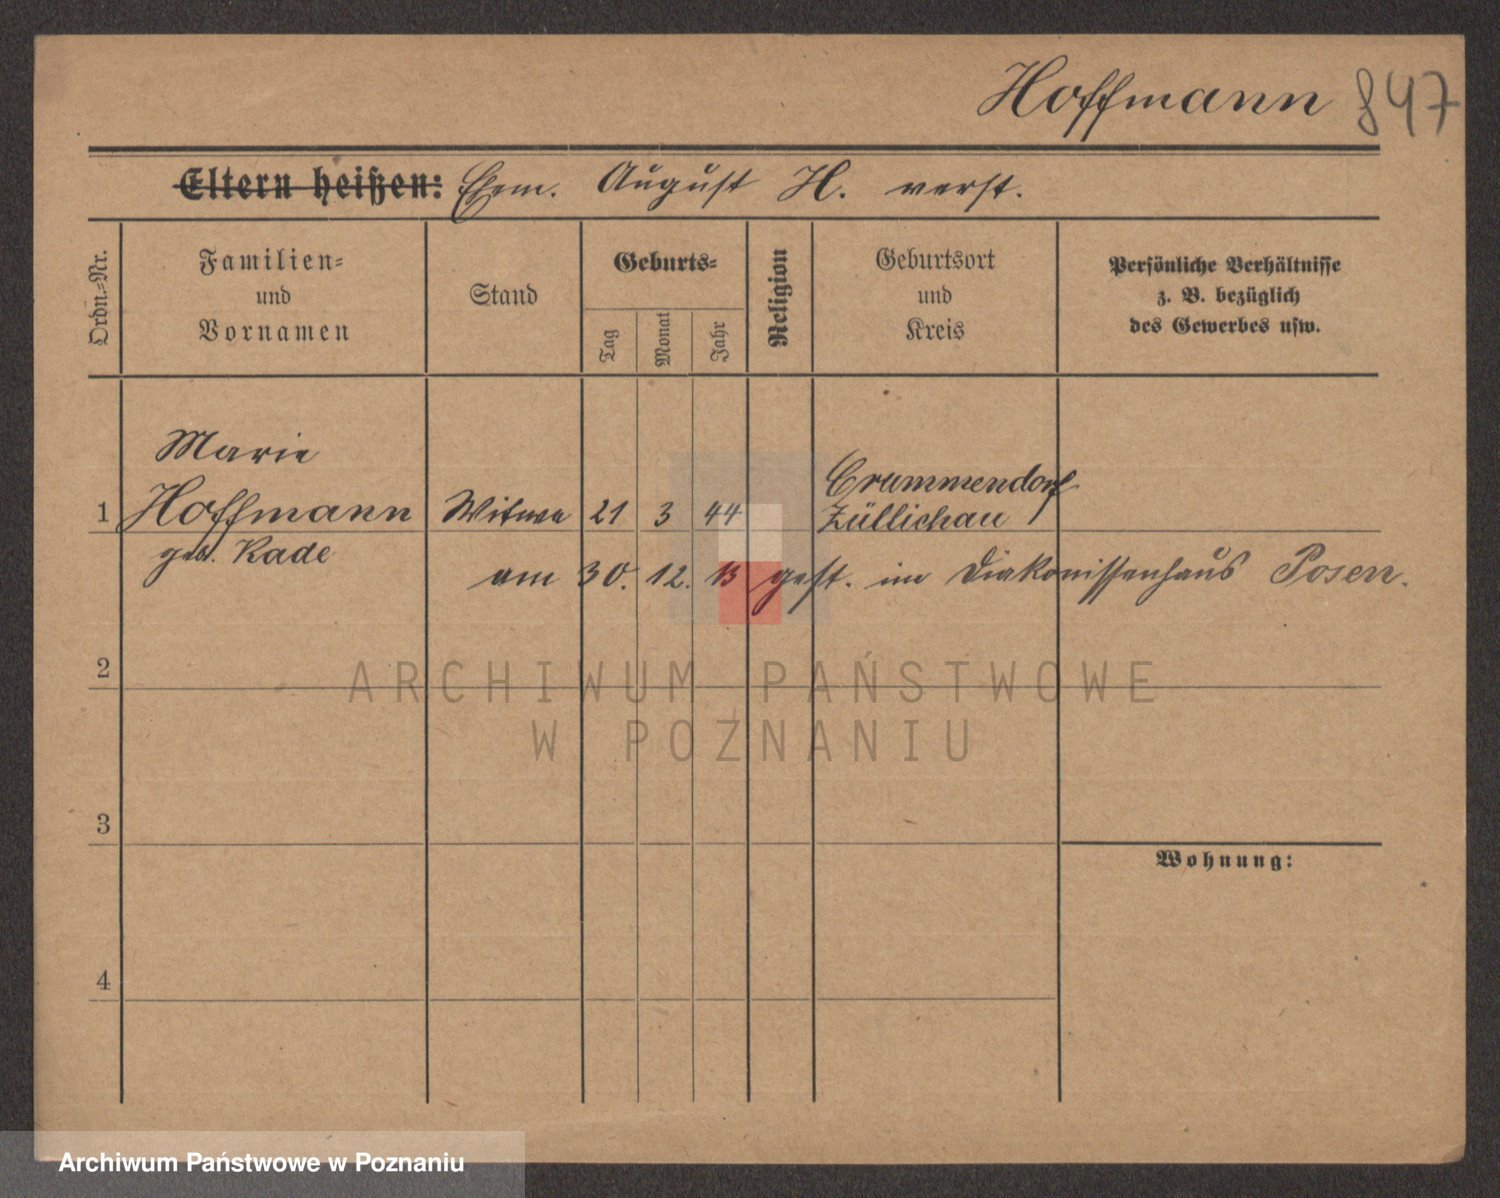 Hoffmann 847
Eltern heißen: Ehem. August H. verst.
Ordn.-Nr.
Familien-
und
Vornamen
Stand
Geburts-
Tag
Monat
Jahr
Religion
Geburtsort
und
Kreis
Persönliche Verhältnisse
z. B. bezüglich
des Gewerbes usw.
Marie
1 Hoffmann Witwe 21 3 44 Crummendorf
Züllichau
geb. Kade
am 30. 12. 13 gest. im Diakonissenhaus Posen.
2
ARCHIWUM PAŃSTWOWE
W POZNANIU
3
Wohnung:
4
Archiwum Państwowe w Poznaniu